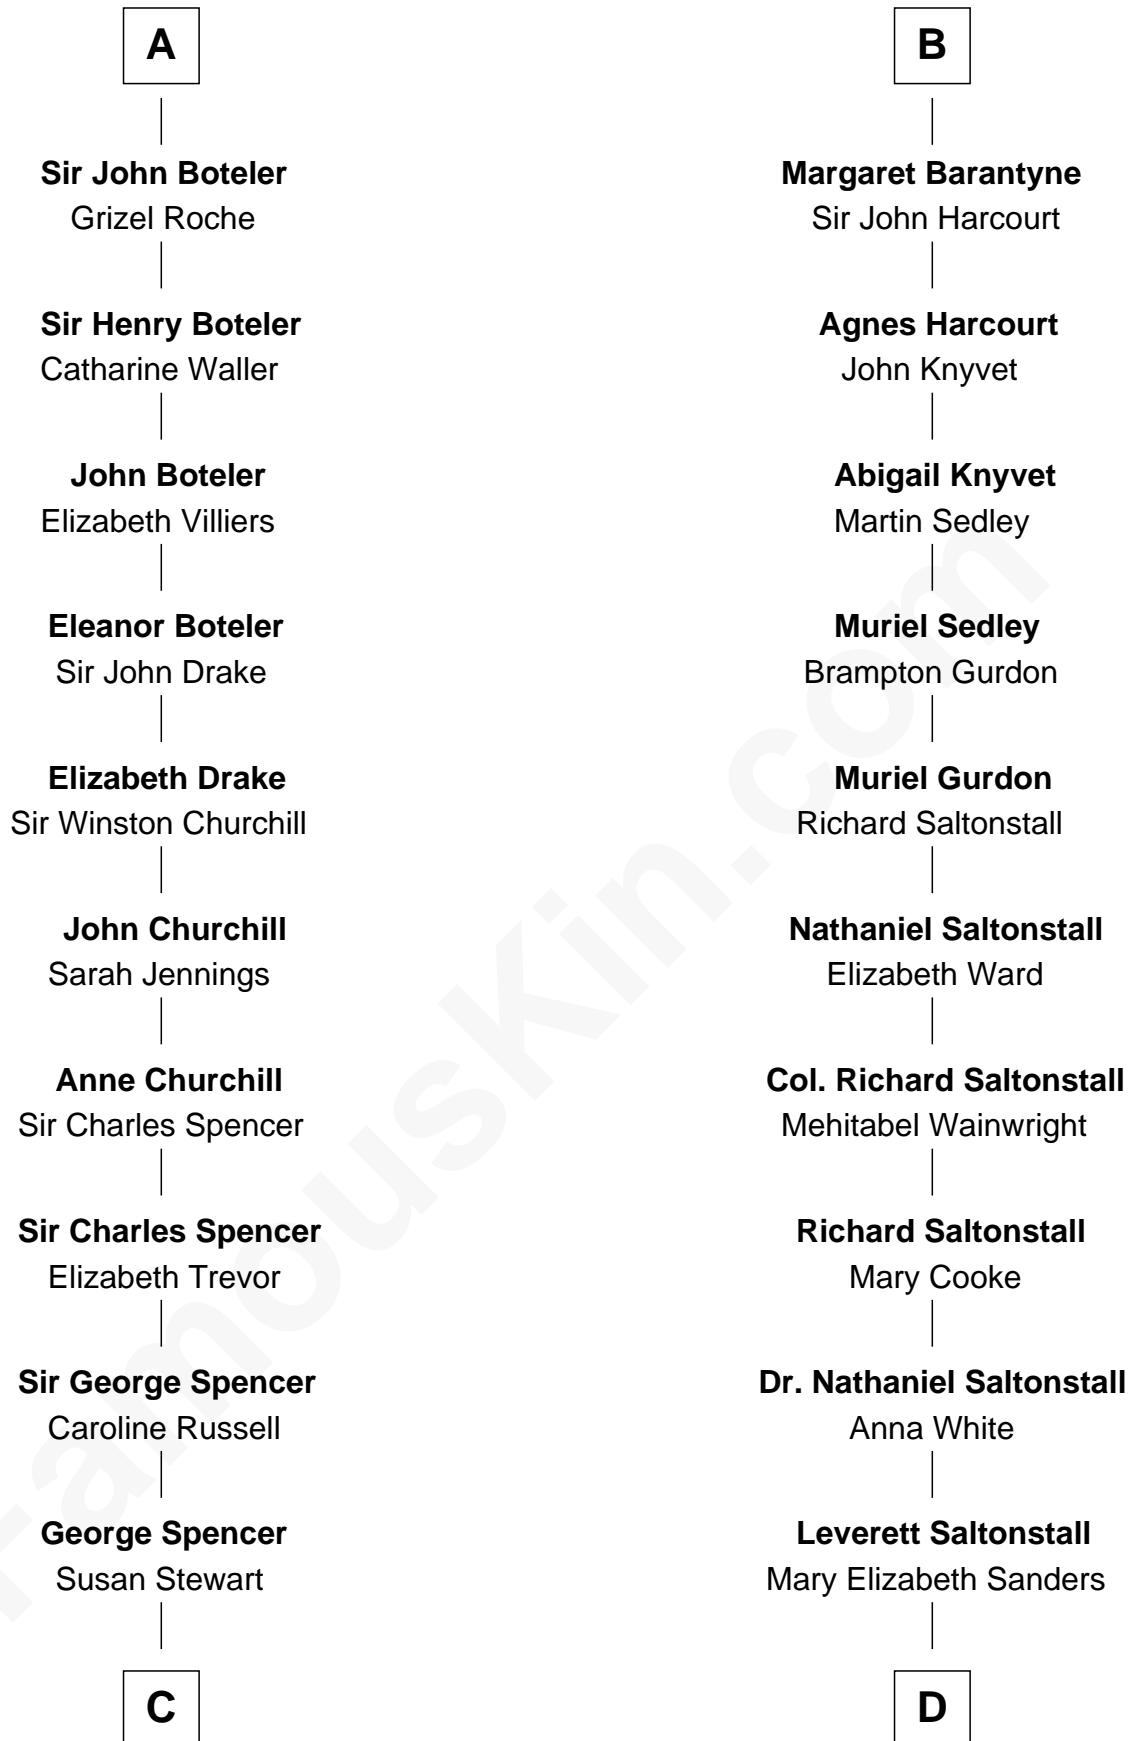 A
Sir John Boteler
Grizel Roche
Sir Henry Boteler
Catharine Waller
John Boteler
Elizabeth Villiers
Eleanor Boteler
Sir John Drake
Elizabeth Drake
Sir Winston Churchill
John Churchill
Sarah Jennings
Anne Churchill
Sir Charles Spencer
Sir Charles Spencer
Elizabeth Trevor
Sir George Spencer
Caroline Russell
George Spencer
Susan Stewart
C
B
Margaret Barantyne
Sir John Harcourt
Agnes Harcourt
John Knyvet
Abigail Knyvet
Martin Sedley
Muriel Sedley
Brampton Gurdon
Muriel Gurdon
Richard Saltonstall
Nathaniel Saltonstall
Elizabeth Ward
Col. Richard Saltonstall
Mehitabel Wainwright
Richard Saltonstall
Mary Cooke
Dr. Nathaniel Saltonstall
Anna White
Leverett Saltonstall
Mary Elizabeth Sanders
D
FamousKin.com